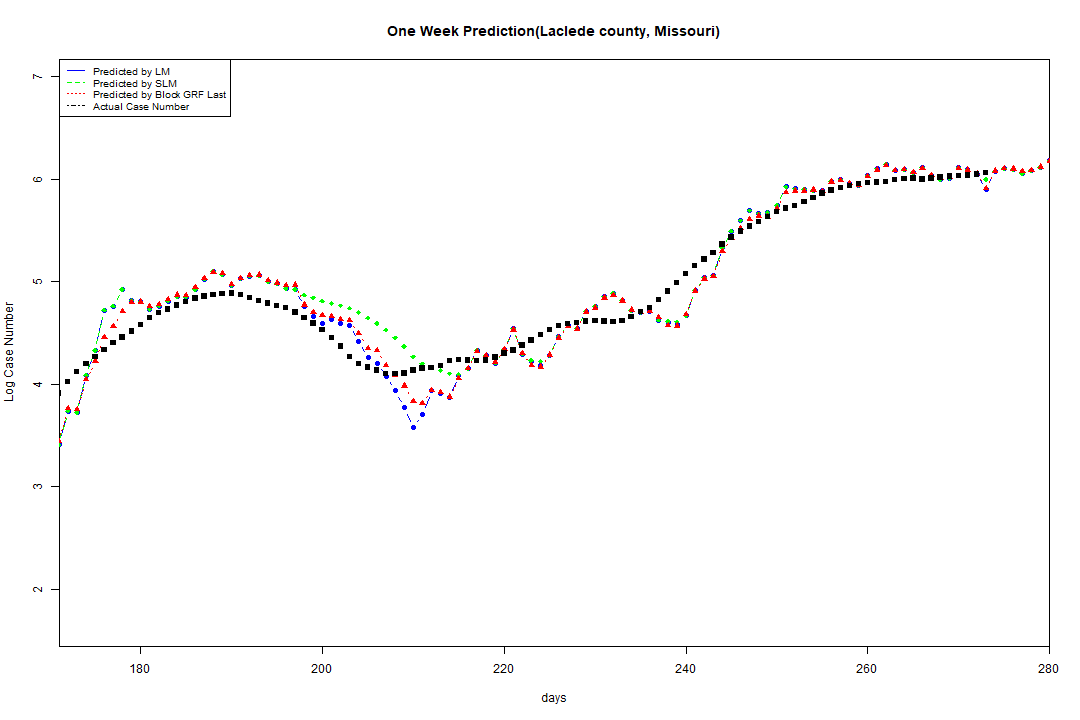 One Week Prediction(Laclede county, Missouri)
Predicted by LM
Predicted by SLM
Predicted by Block GRF Last
Actual Case Number
7
6
5
4
3
2
Log Case Number
180 200 220 240 260 280
days